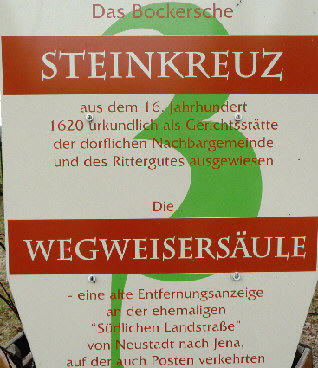 Das Bockersche
STEINKREUZ
aus dem 16. Jahrhundert
1620 urkundlich als Gerichtsstätte
der dörflichen Nachbargemeinde
und des Rittergutes ausgewiesen
Die
WEGWEISERSÄULE
- eine alte Entfernungsanzeige
an der ehemaligen
"Südlichen Landstraße"
von Neustadt nach Jena,
auf der auch Posten verkehrten